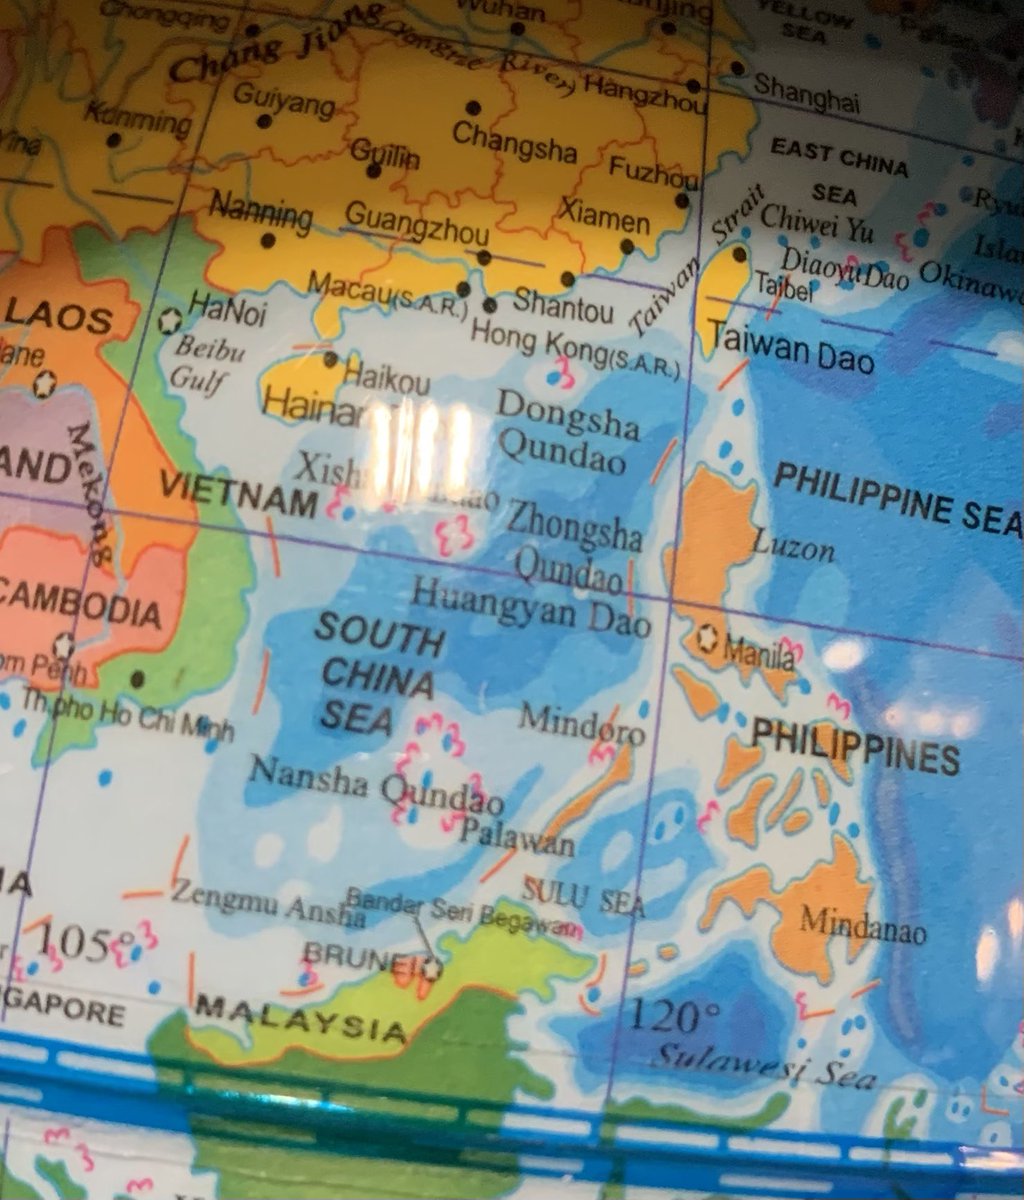 Chongqing
Wuhan
YELLOW
SEA
Chang Jiang
(Yangtze River)
Hangzhou
Shanghai
Kunming
Guiyang
Changsha
Guilin
Fuzhou
EAST CHINA
SEA
Nanning
Guangzhou
Xiamen
Taiwan Strait
Chiwei Yu
Diaoyu Dao
Okinawa
Macau(S.A.R.)
Shantou
Taibei
LAOS
HaNoi
Hong Kong(S.A.R.)
Taiwan Dao
Beibu
Gulf
Haikou
Hainan
Dongsha
Qundao
Mekong
VIETNAM
Zhongsha
Qundao
PHILIPPINE SEA
Luzon
CAMBODIA
Huangyan Dao
SOUTH
CHINA
SEA
Manila
Th.pho Ho Chi Minh
Mindoro
PHILIPPINES
Nansha Qundao
Palawan
SULU SEA
Zengmu Ansha
Bandar Seri Begawan
Mindanao
105°
BRUNEI
GAPORE
MALAYSIA
120°
Sulawesi Sea